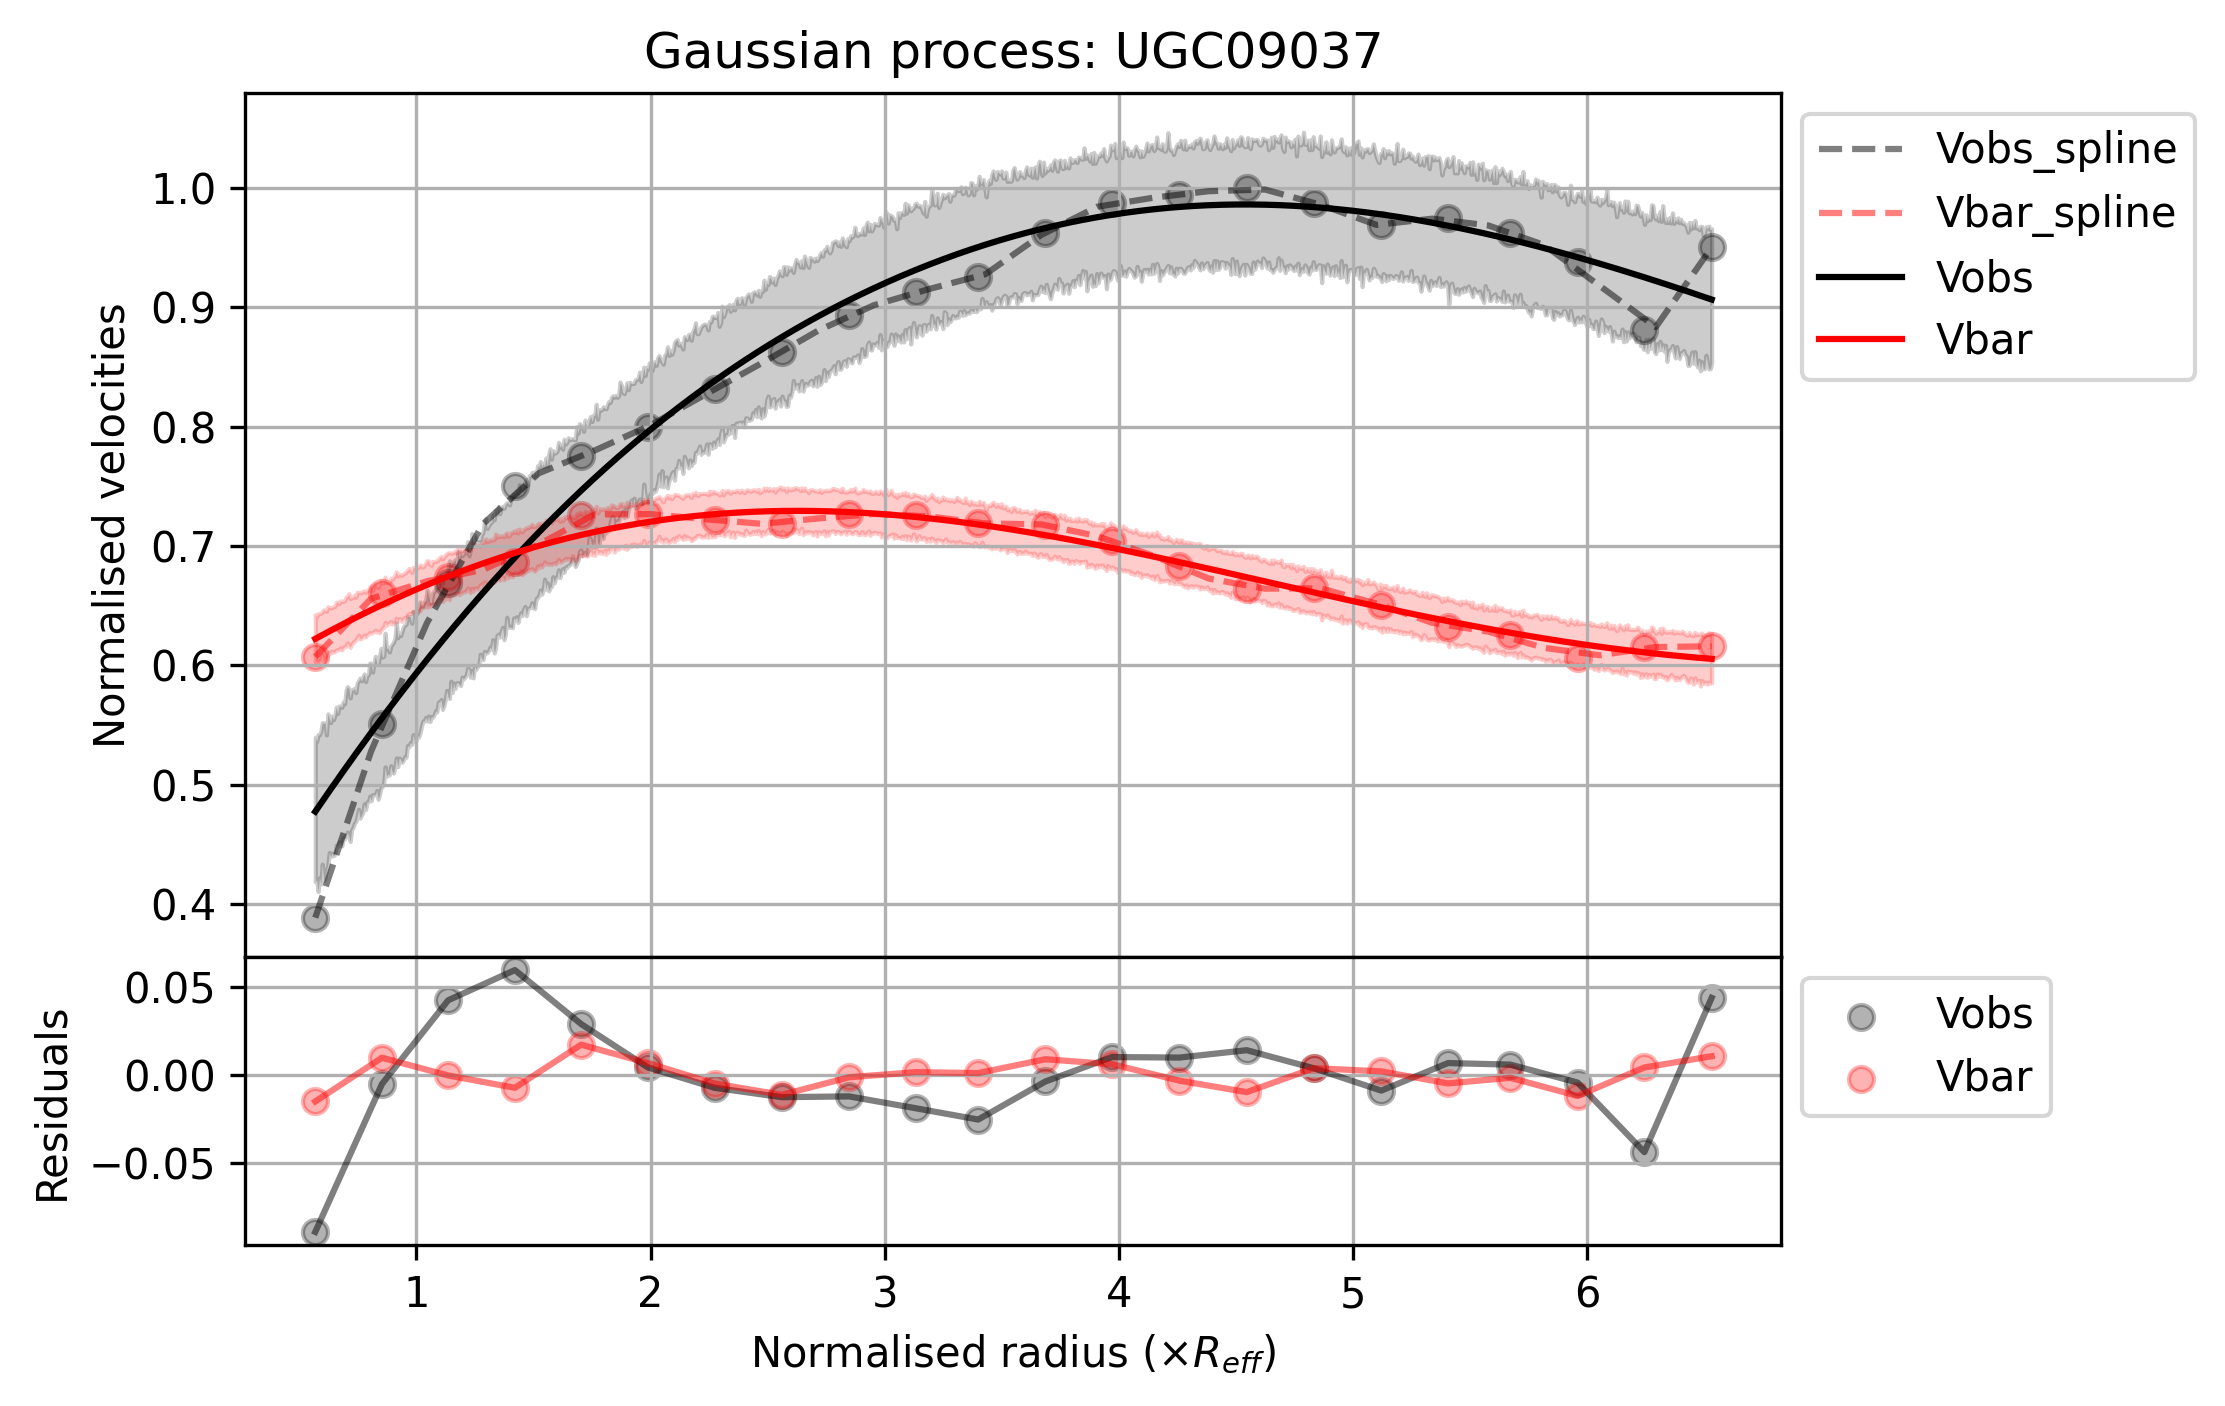 Gaussian process: UGC09037
Normalised velocities
1.0
0.9
0.8
0.7
0.6
0.5
0.4
Vobs_spline
Vbar_spline
Vobs
Vbar
Residuals
0.05
0.00
−0.05
Vobs
Vbar
1 2 3 4 5 6
Normalised radius (×R_eff)